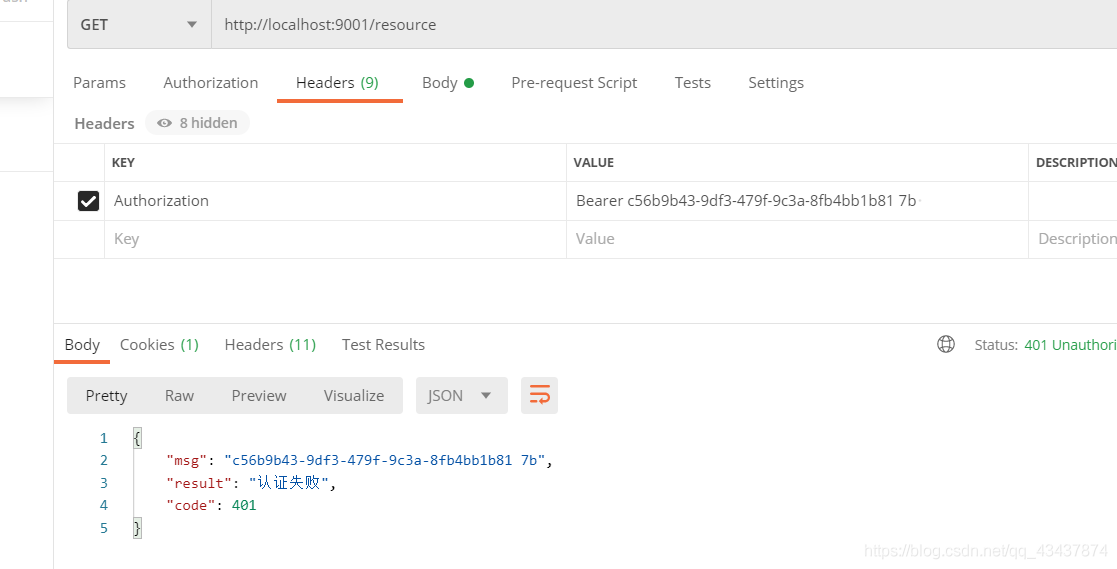 GET http://localhost:9001/resource
Params Authorization Headers (9) Body Pre-request Script Tests Settings
Headers 8 hidden
KEY VALUE DESCRIPTION
Authorization Bearer c56b9b43-9df3-479f-9c3a-8fb4bb1b81 7b
Key Value Description
Body Cookies (1) Headers (11) Test Results Status: 401 Unauthori
Pretty Raw Preview Visualize JSON
1 {
2 "msg": "c56b9b43-9df3-479f-9c3a-8fb4bb1b81 7b",
3 "result": "认证失败",
4 "code": 401
5 }
https://blog.csdn.net/qq_43437874